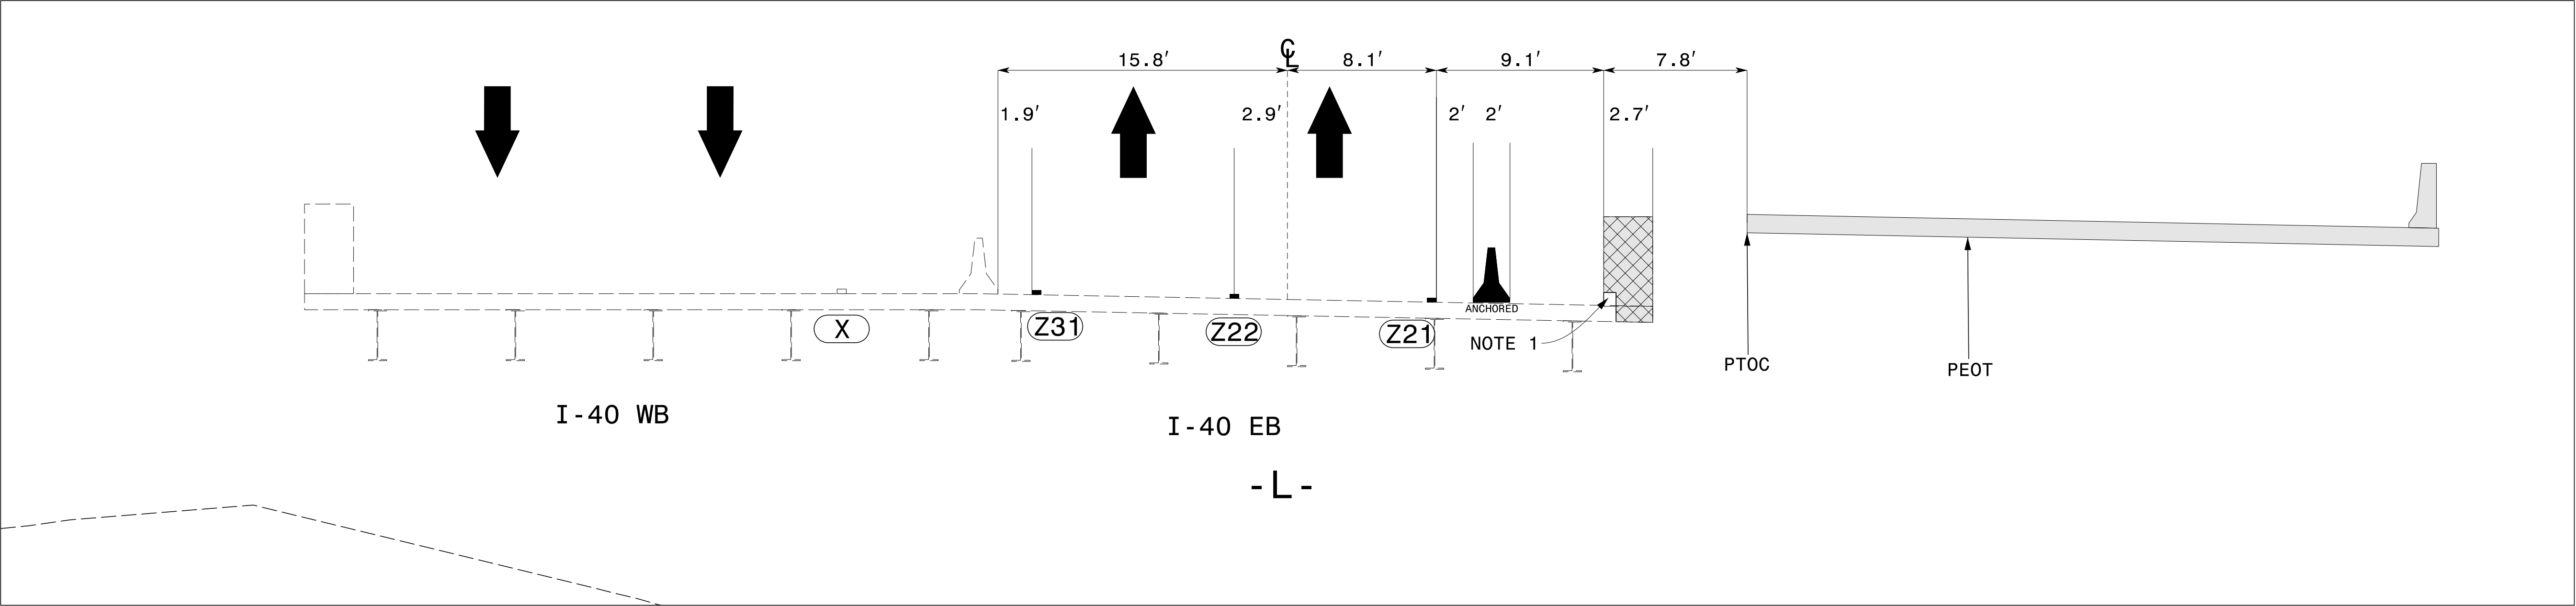 ℄
15.8' 8.1' 9.1' 7.8'
1.9' 2.9' 2' 2' 2.7'
ANCHORED
X Z31 Z22 Z21 NOTE 1
PTOC PEOT
I-40 WB I-40 EB
-L-